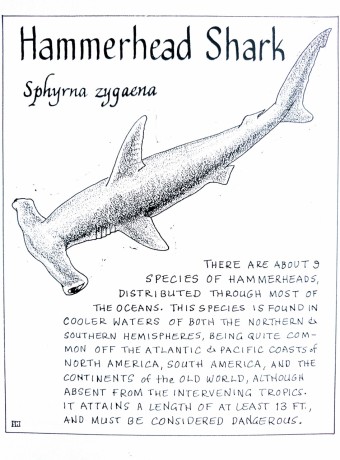 Hammerhead Shark
Sphyrna zygaena
THERE ARE ABOUT 9
SPECIES OF HAMMERHEADS,
DISTRIBUTED THROUGH MOST OF
THE OCEANS. THIS SPECIES IS FOUND IN
COOLER WATERS OF BOTH THE NORTHERN &
SOUTHERN HEMISPHERES, BEING QUITE COM-
MON OFF THE ATLANTIC & PACIFIC COASTS of
NORTH AMERICA, SOUTH AMERICA, AND THE
CONTINENTS of the OLD WORLD, ALTHOUGH
ABSENT FROM THE INTERVENING TROPICS.
IT ATTAINS A LENGTH OF AT LEAST 13 FT.,
AND MUST BE CONSIDERED DANGEROUS.